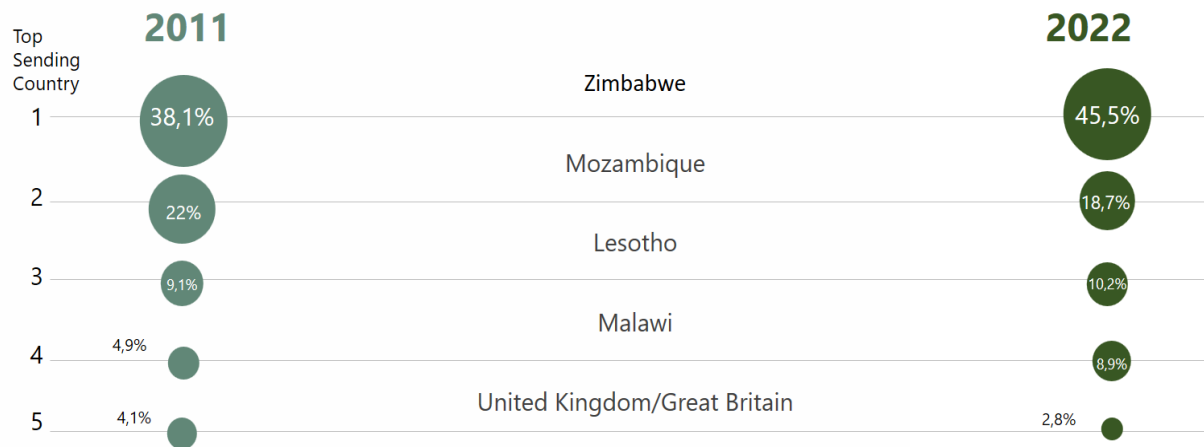 2011
2022
Top
Sending
Country
Zimbabwe
1
38,1%
45,5%
Mozambique
2
22%
18,7%
Lesotho
3
9,1%
10,2%
Malawi
4,9%
4
8,9%
United Kingdom/Great Britain
4,1%
2,8%
5